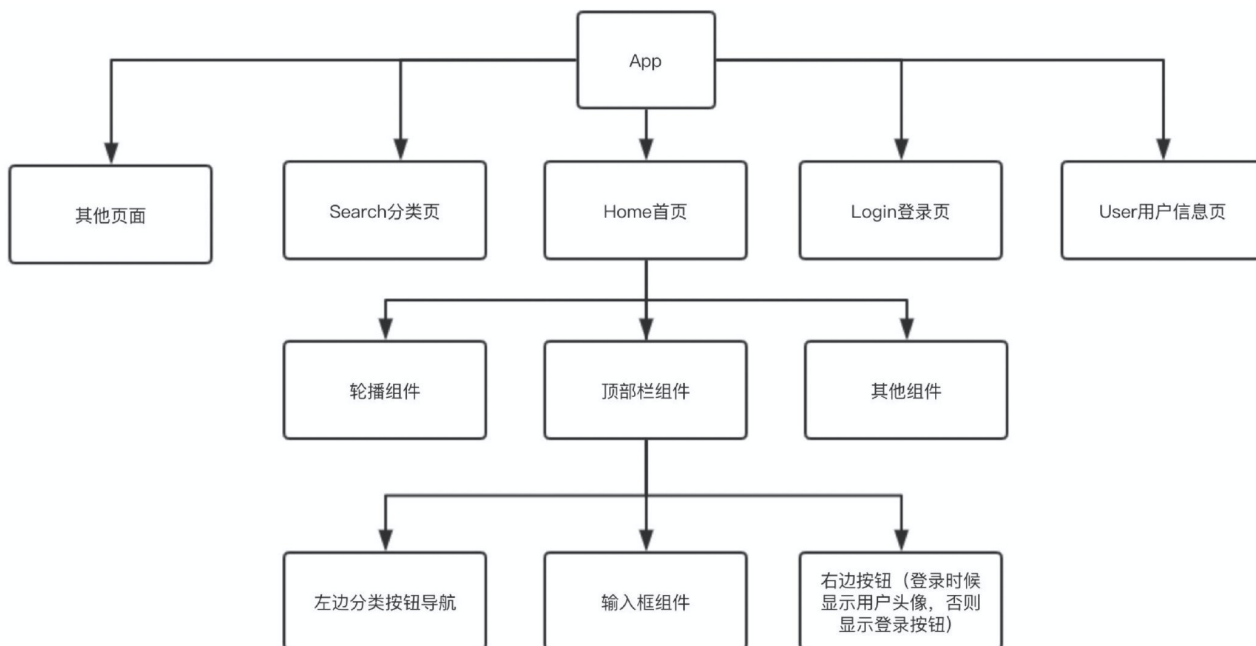 App
其他页面
Search分类页
Home首页
Login登录页
User用户信息页
轮播组件
顶部栏组件
其他组件
左边分类按钮导航
输入框组件
右边按钮（登录时候
显示用户头像，否则
显示登录按钮）